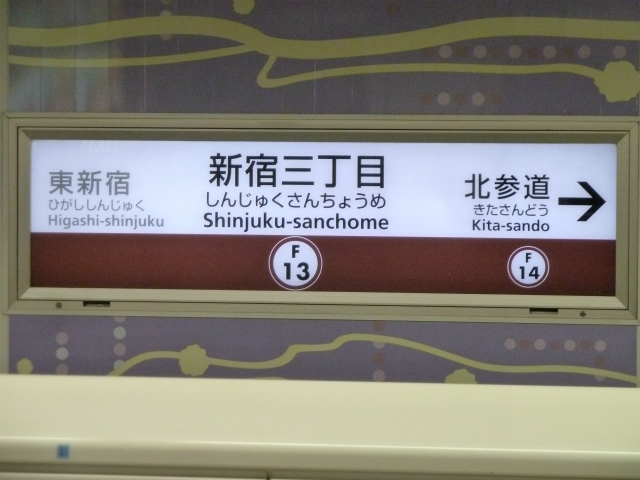 東新宿
ひがししんじゅく
Higashi-shinjuku
新宿三丁目
しんじゅくさんちょうめ
Shinjuku-sanchome
F
13
北参道
きたさんどう
Kita-sando
F
14